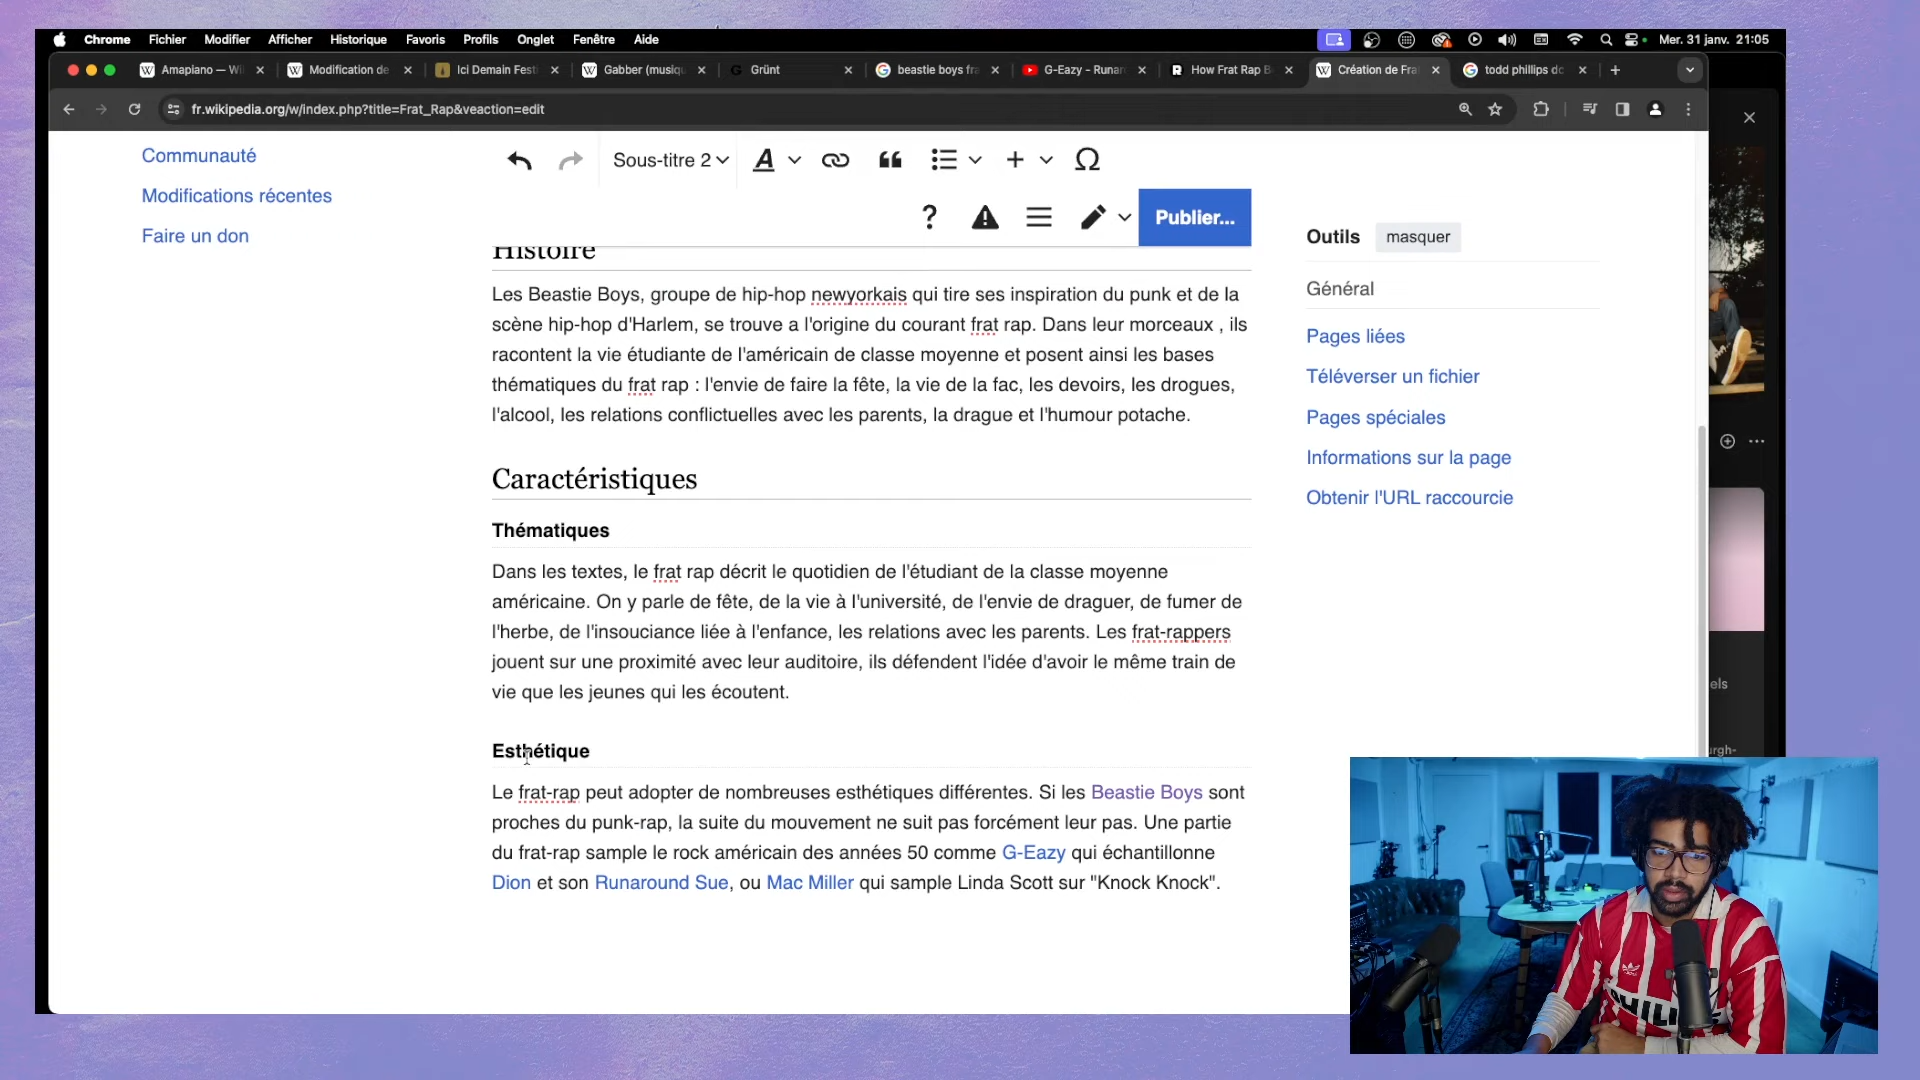 Chrome Fichier Modifier Afficher Historique Favoris Profils Onglet Fenêtre Aide Mer. 31 janv. 21:05
Amapiano — Wi Modification de Ici Demain Fest Gabber (musiqu Grünt beastie boys fra G-Eazy - Runar How Frat Rap B Création de Fra todd phillips do
fr.wikipedia.org/w/index.php?title=Frat_Rap&veaction=edit
Communauté
Modifications récentes
Faire un don
Sous-titre 2
Publier...
Outils masquer
Général
Pages liées
Téléverser un fichier
Pages spéciales
Informations sur la page
Obtenir l'URL raccourcie
Histoire
Les Beastie Boys, groupe de hip-hop newyorkais qui tire ses inspiration du punk et de la
scène hip-hop d'Harlem, se trouve a l'origine du courant frat rap. Dans leur morceaux , ils
racontent la vie étudiante de l'américain de classe moyenne et posent ainsi les bases
thématiques du frat rap : l'envie de faire la fête, la vie de la fac, les devoirs, les drogues,
l'alcool, les relations conflictuelles avec les parents, la drague et l'humour potache.
Caractéristiques
Thématiques
Dans les textes, le frat rap décrit le quotidien de l'étudiant de la classe moyenne
américaine. On y parle de fête, de la vie à l'université, de l'envie de draguer, de fumer de
l'herbe, de l'insouciance liée à l'enfance, les relations avec les parents. Les frat-rappers
jouent sur une proximité avec leur auditoire, ils défendent l'idée d'avoir le même train de
vie que les jeunes qui les écoutent.
Esthétique
Le frat-rap peut adopter de nombreuses esthétiques différentes. Si les Beastie Boys sont
proches du punk-rap, la suite du mouvement ne suit pas forcément leur pas. Une partie
du frat-rap sample le rock américain des années 50 comme G-Eazy qui échantillonne
Dion et son Runaround Sue, ou Mac Miller qui sample Linda Scott sur "Knock Knock".
els
urgh-